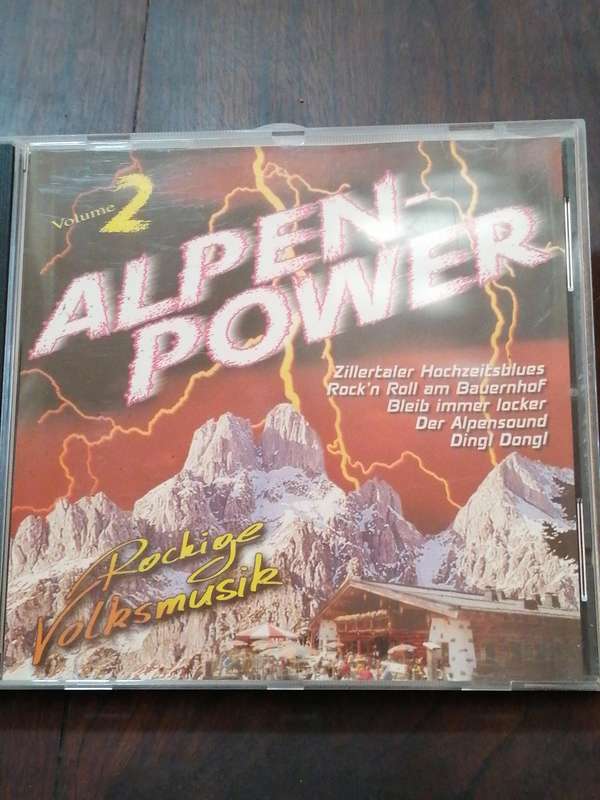 Volume 2
ALPEN-
POWER
Zillertaler Hochzeitsblues
Rock'n Roll am Bauernhof
Bleib immer locker
Der Alpensound
Dingl Dongl
Rockige
Volksmusik